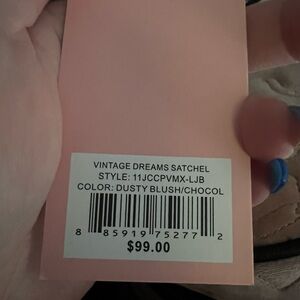 VINTAGE DREAMS SATCHEL
STYLE: 11JCCPVMX-LJB
COLOR: DUSTY BLUSH/CHOCOL
8 85919 75277 2
$99.00